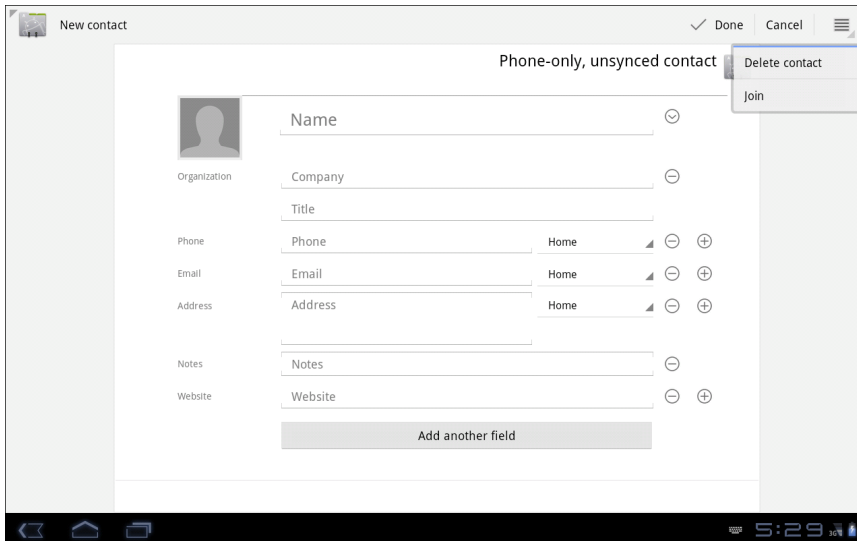 New contact
Done
Cancel
Delete contact
Join
Phone-only, unsynced contact
Name
Organization
Company
Title
Phone
Phone
Home
Email
Email
Home
Address
Address
Home
Notes
Notes
Website
Website
Add another field
5:29
3G